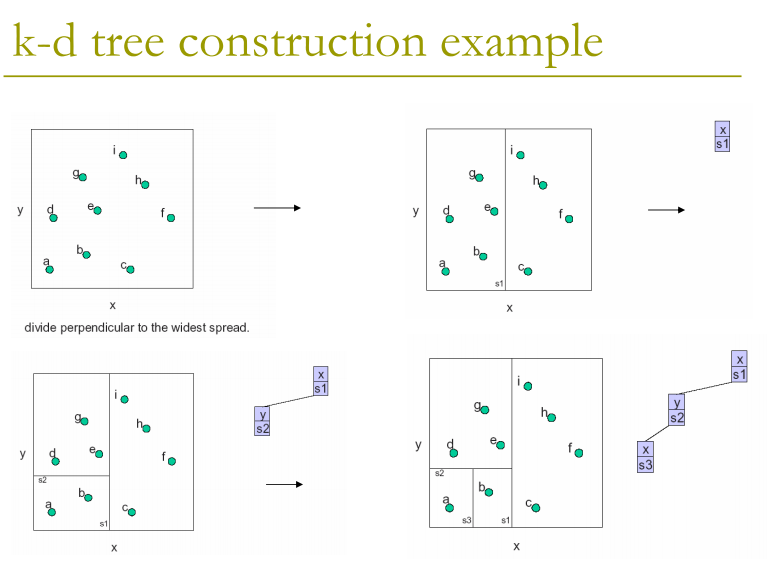 k-d tree construction example
i
g
h
y
d
e
f
b
a
c
x
divide perpendicular to the widest spread.
x
s1
i
g
h
y
d
e
f
b
a
c
s1
x
x
s1
y
s2
i
g
h
y
d
e
f
s2
b
a
c
s1
x
x
s1
y
s2
x
s3
i
g
h
y
d
e
f
s2
b
a
c
s3
s1
x